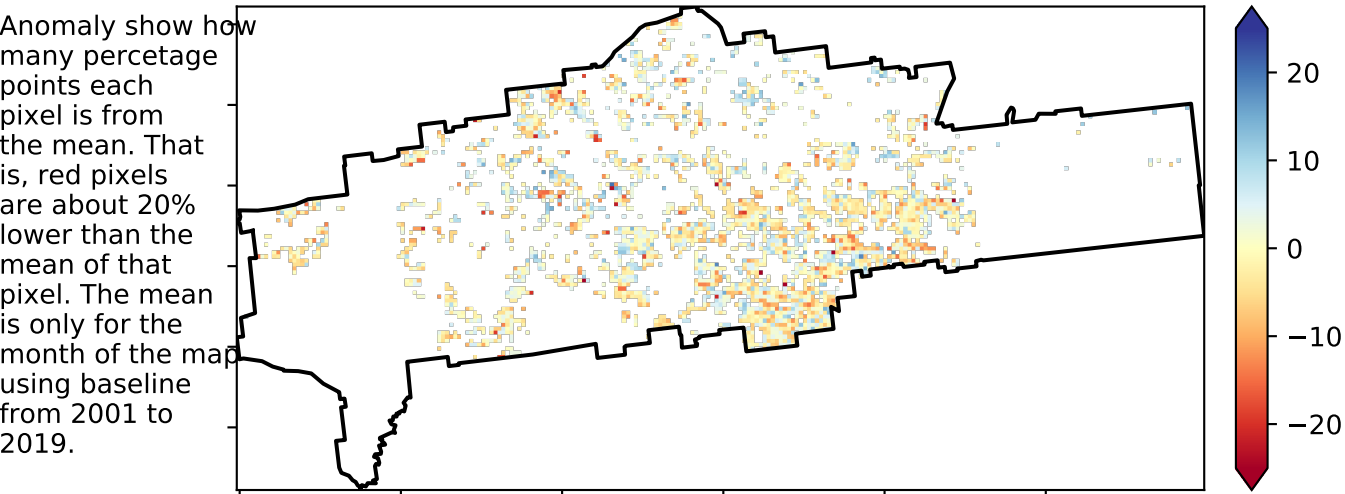 Anomaly show how
many percetage
points each
pixel is from
the mean. That
is, red pixels
are about 20%
lower than the
mean of that
pixel. The mean
is only for the
month of the map
using baseline
from 2001 to
2019.
20
10
0
−10
−20